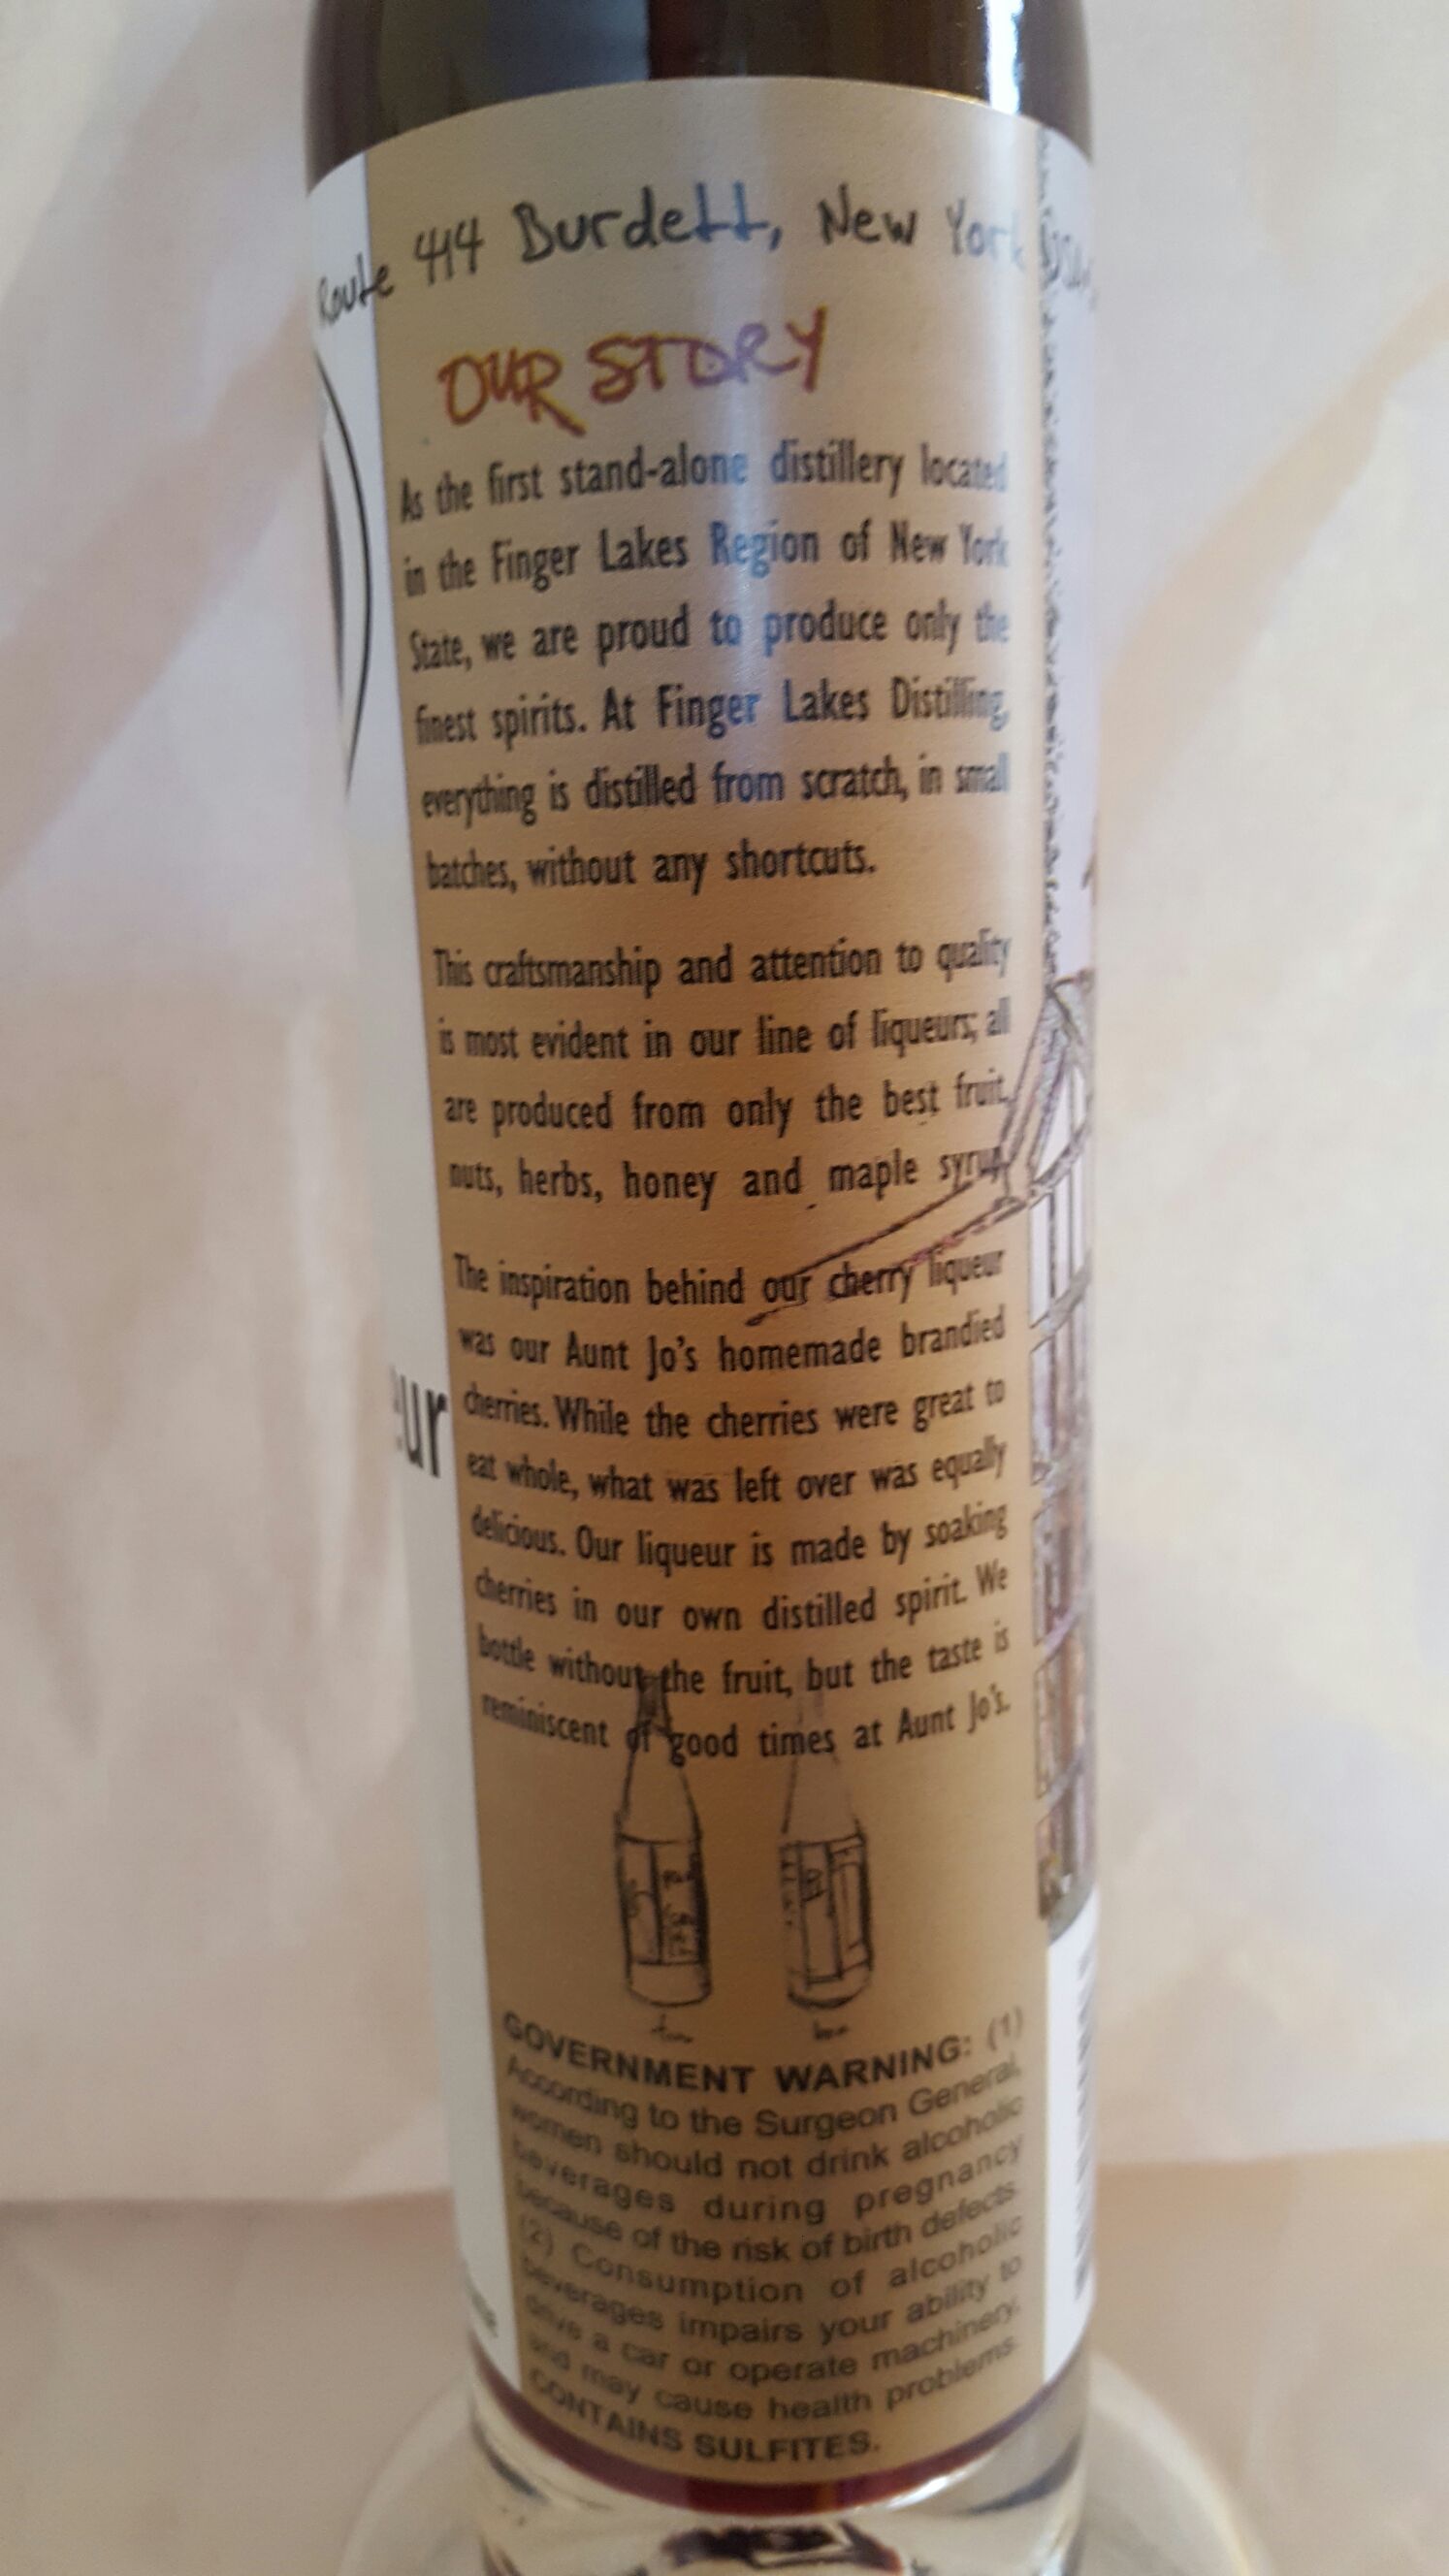 Route 414 Burdett, New York
OUR STORY
As the first stand-alone distillery located
in the Finger Lakes Region of New York
State, we are proud to produce only the
finest spirits. At Finger Lakes Distilling,
everything is distilled from scratch, in small
batches, without any shortcuts.
This craftsmanship and attention to quality
is most evident in our line of liqueurs; all
are produced from only the best fruit,
nuts, herbs, honey and maple syrup.
The inspiration behind our cherry liqueur
was our Aunt Jo's homemade brandied
cherries. While the cherries were great to
eat whole, what was left over was equally
delicious. Our liqueur is made by soaking
cherries in our own distilled spirit. We
bottle without the fruit, but the taste is
reminiscent of good times at Aunt Jo's.
GOVERNMENT WARNING: (1)
According to the Surgeon General,
women should not drink alcoholic
beverages during pregnancy
because of the risk of birth defects.
(2) Consumption of alcoholic
beverages impairs your ability to
drive a car or operate machinery,
and may cause health problems.
CONTAINS SULFITES.